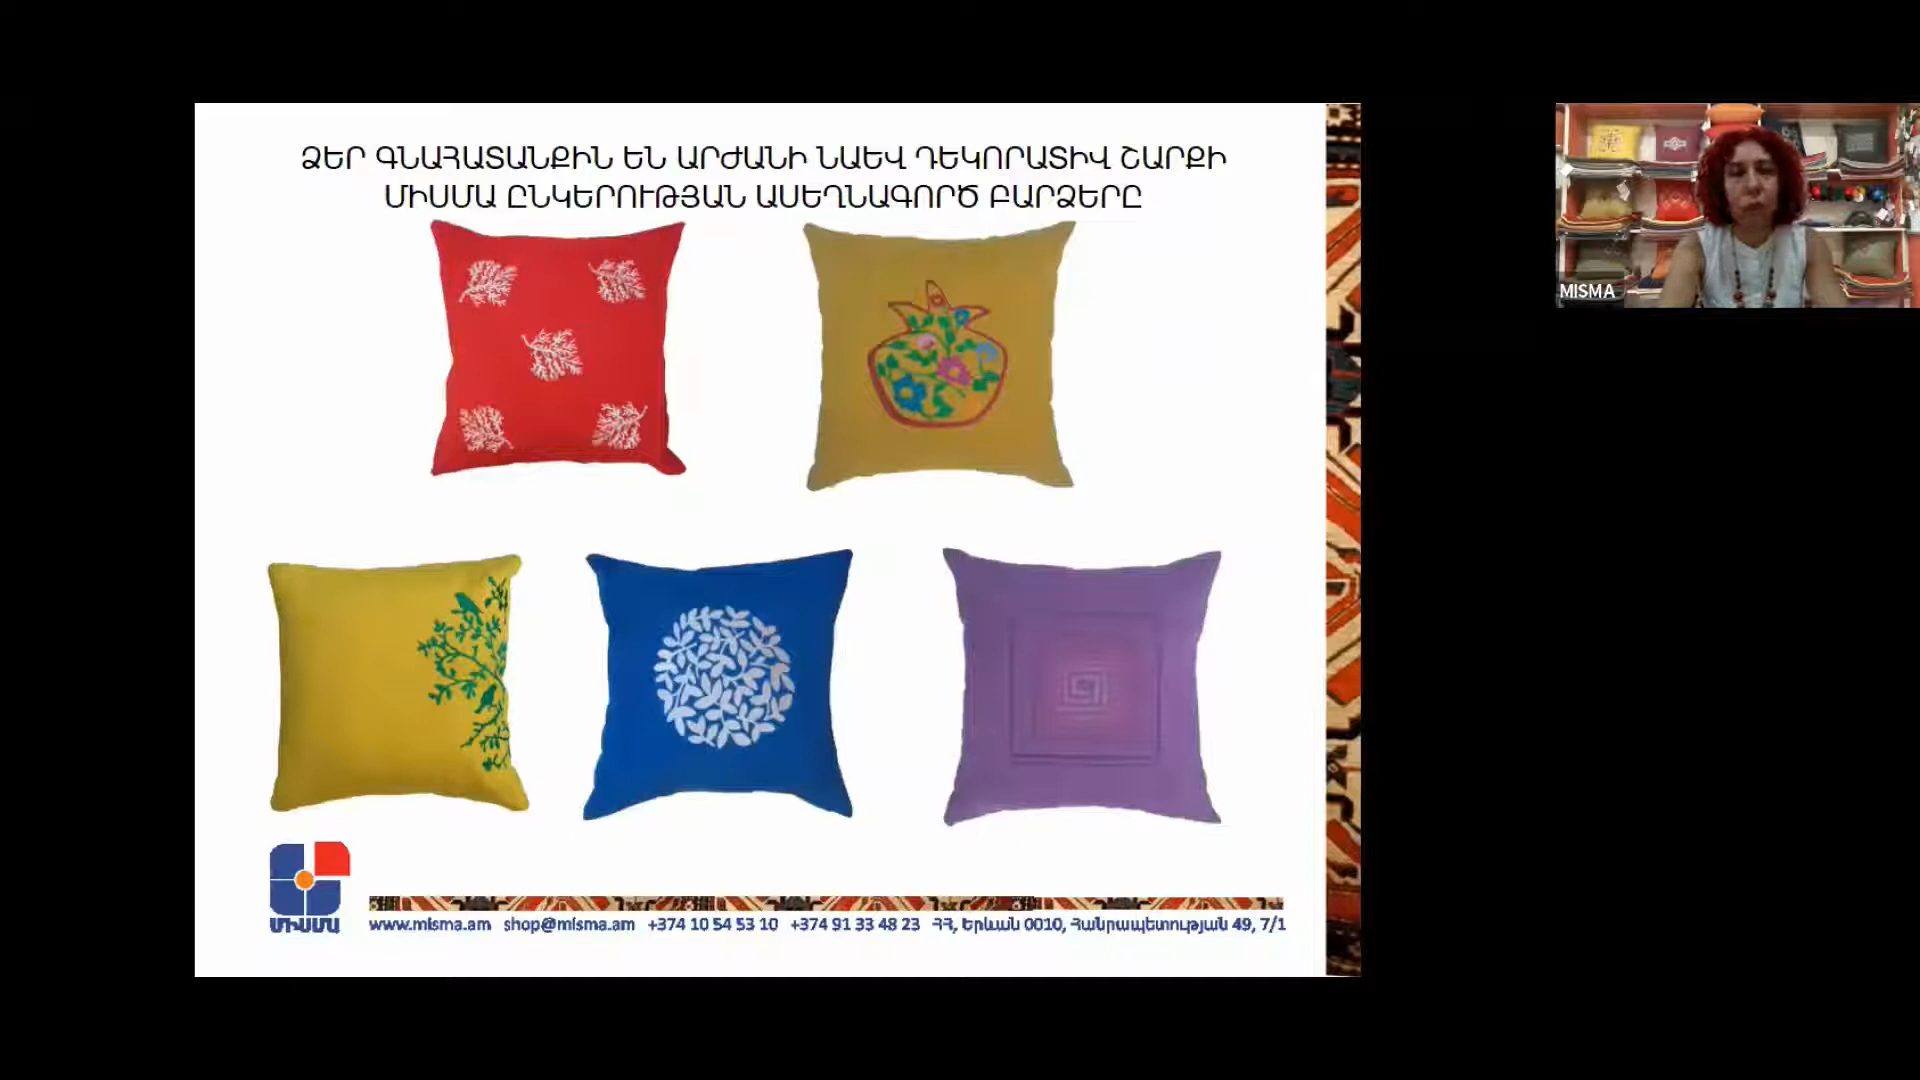 ՁԵՐ ԳՆԱՀԱՏԱՆՔԻՆ ԵՆ ԱՐԺԱՆԻ ՆԱԵՎ ԴԵԿՈՐԱՏԻՎ ՇԱՐՔԻ
ՄԻՍՄԱ ԸՆԿԵՐՈՒԹՅԱՆ ԱՍԵՂՆԱԳՈՐԾ ԲԱՐՁԵՐԸ
MISMA
ՄԻՍՄԱ
www.misma.am shop@misma.am +374 10 54 53 10 +374 91 33 48 23 ՀՀ, Երևան 0010, Հանրապետության 49, 7/1